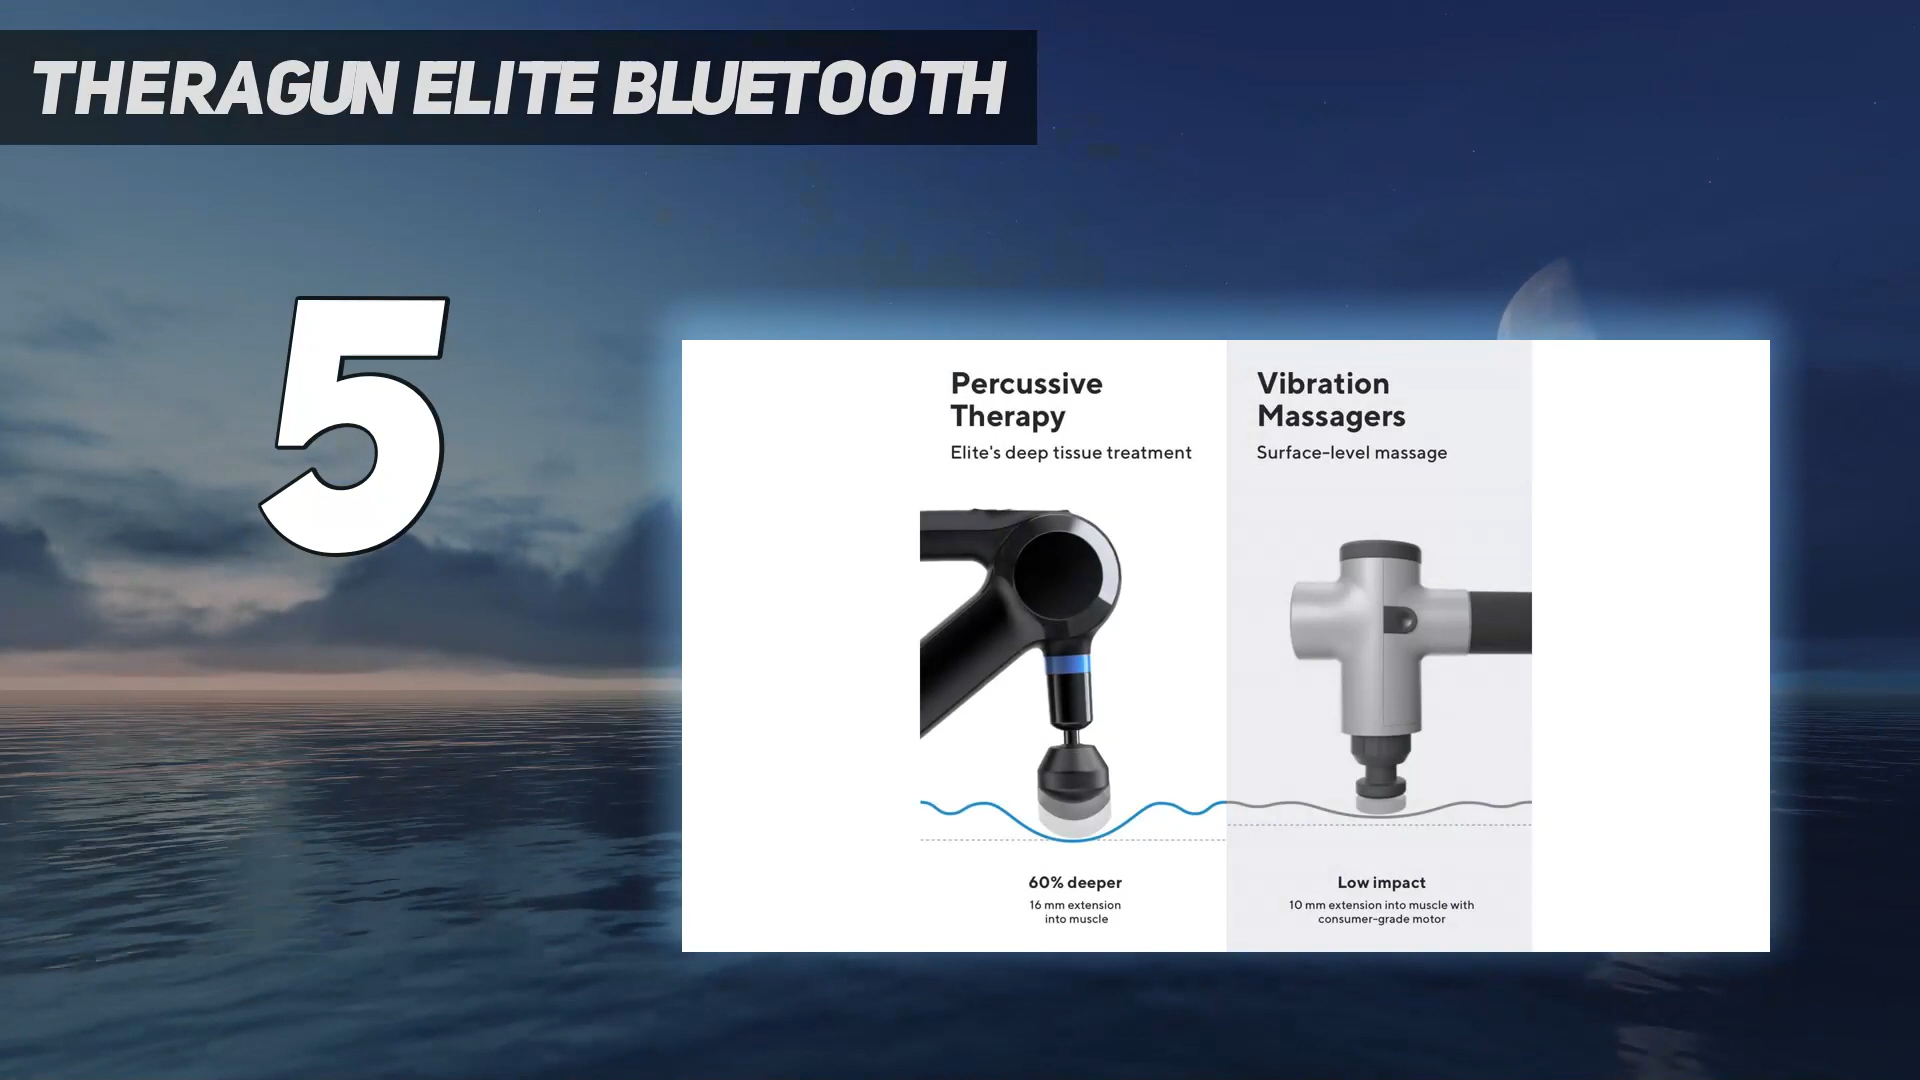 THERAGUN ELITE BLUETOOTH
5
Percussive
Therapy
Elite's deep tissue treatment
60% deeper
16 mm extension
into muscle
Vibration
Massagers
Surface-level massage
Low impact
10 mm extension into muscle with
consumer-grade motor